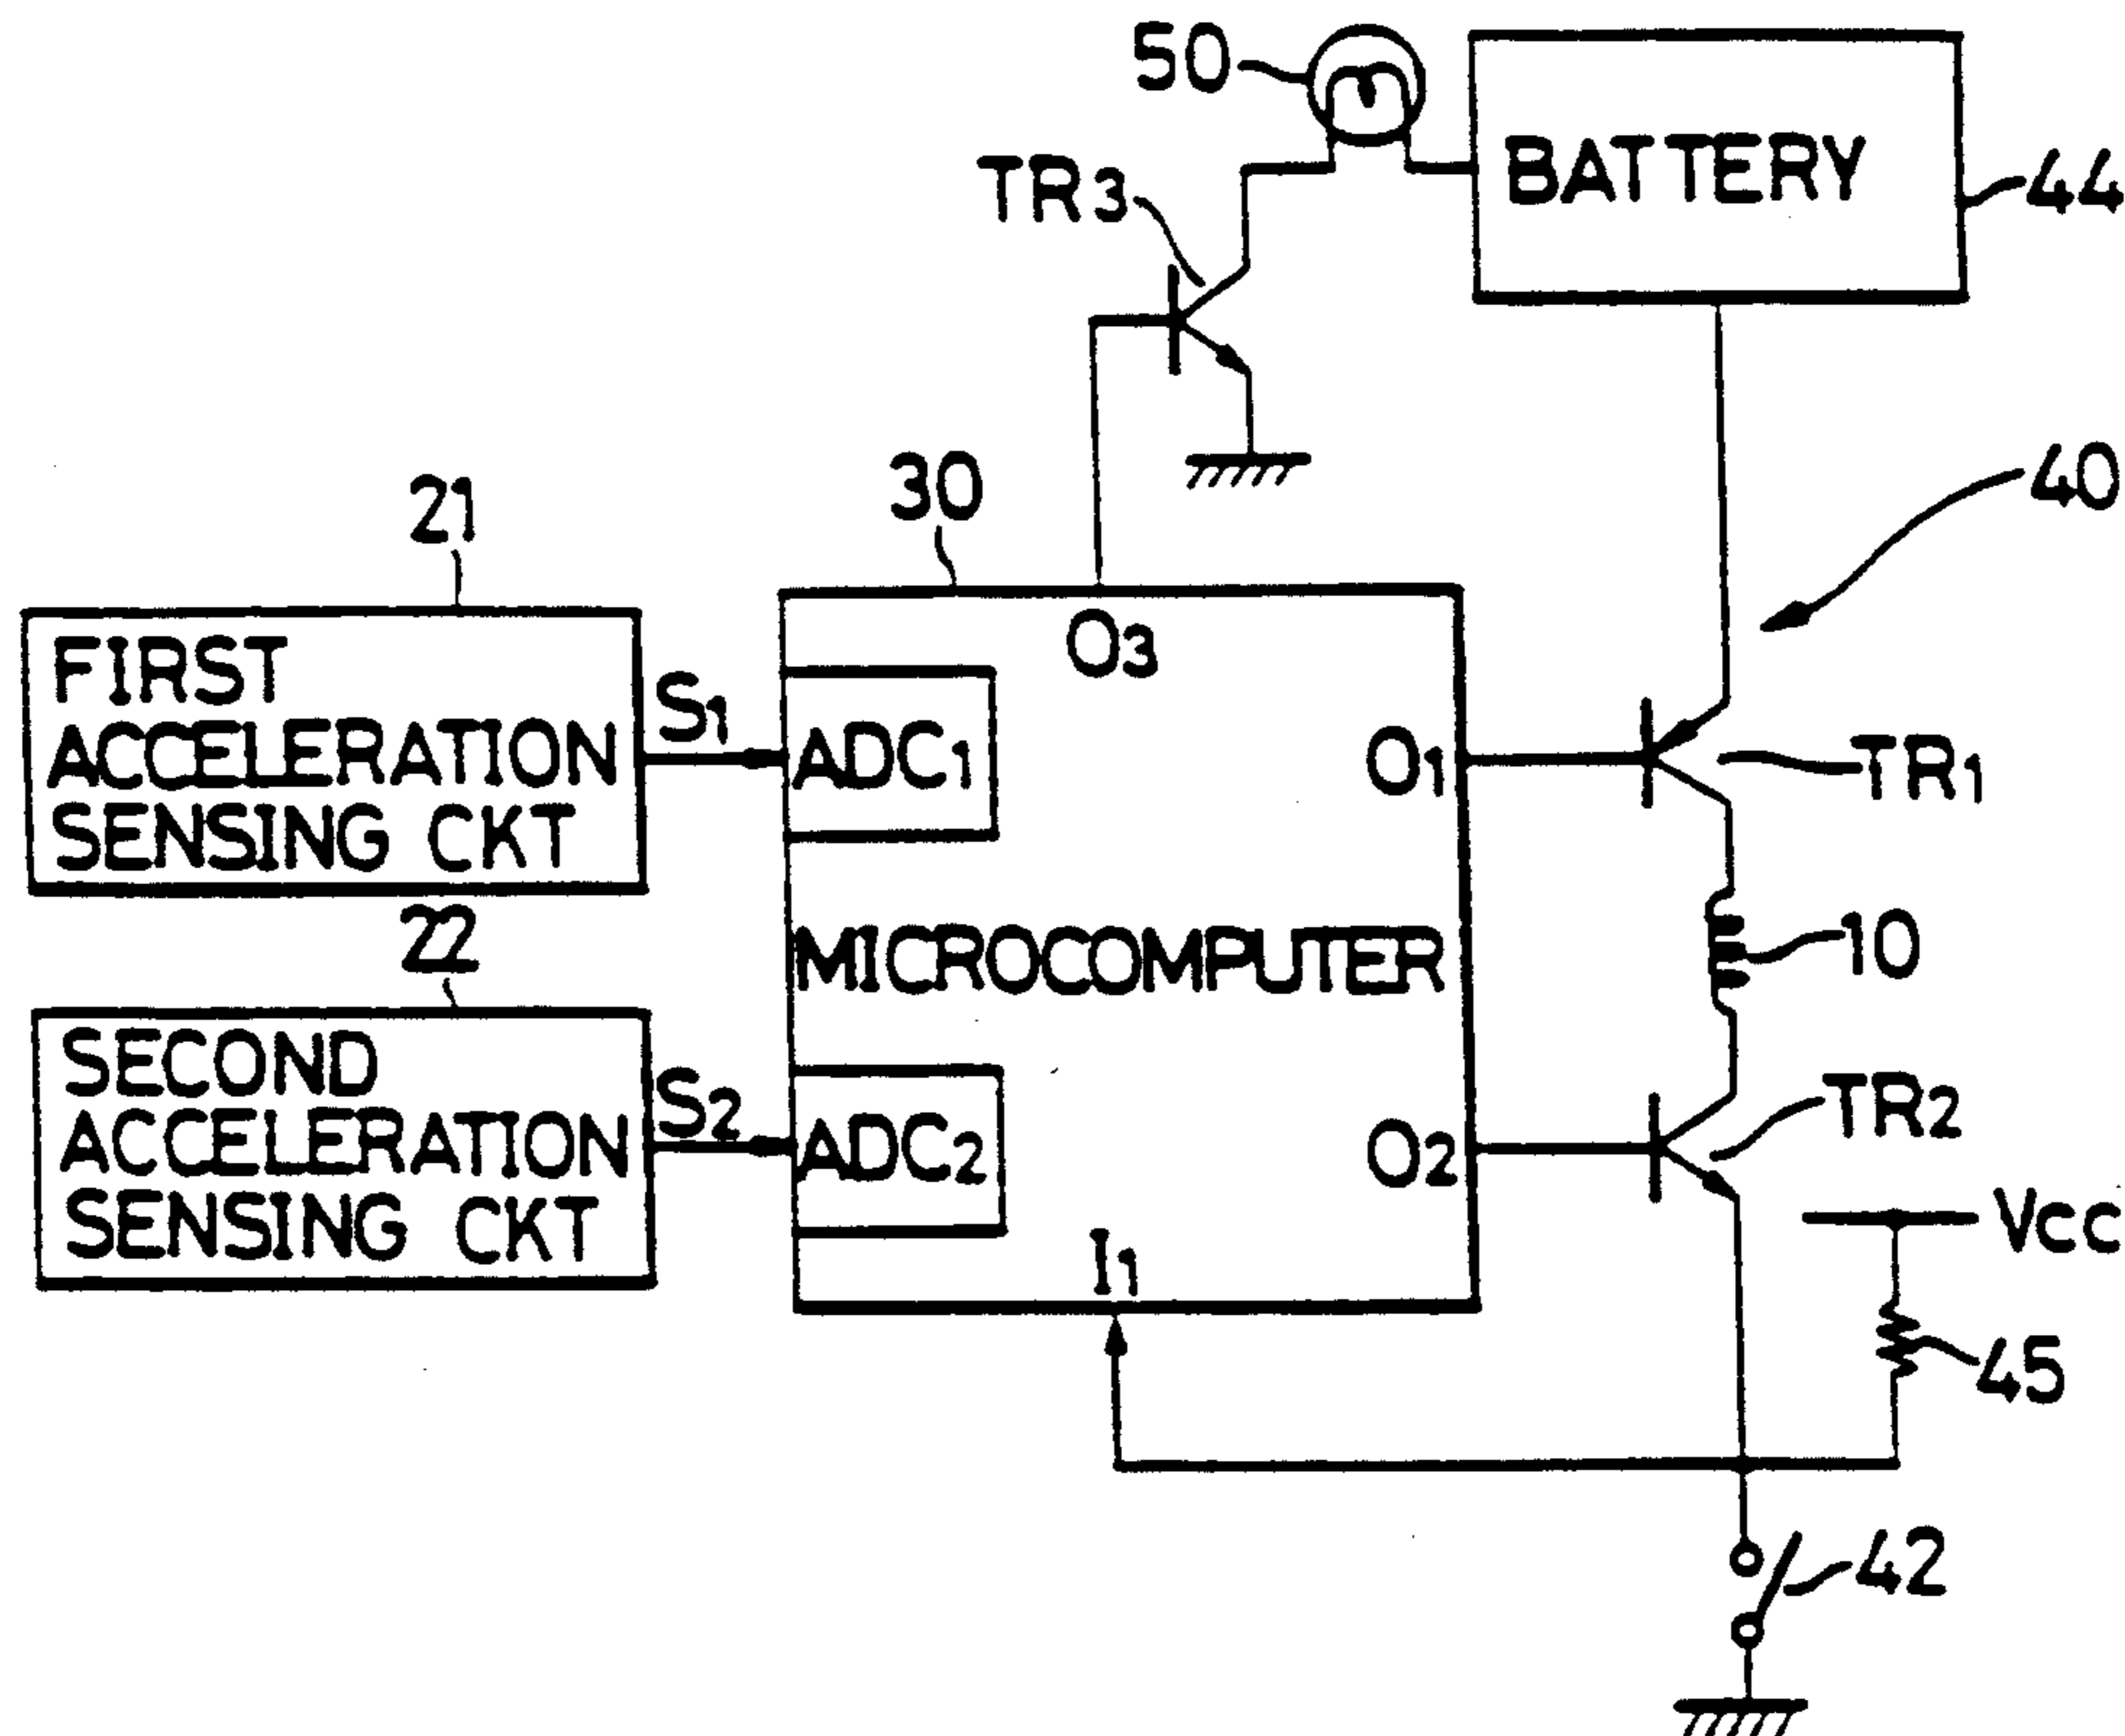 50
BATTERY
44
TR3
40
30
21
O3
FIRST
ACCELERATION
SENSING CKT
S1
ADC1
O1
TR1
22
MICROCOMPUTER
10
SECOND
ACCELERATION
SENSING CKT
S2
ADC2
O2
TR2
Vcc
I1
45
42